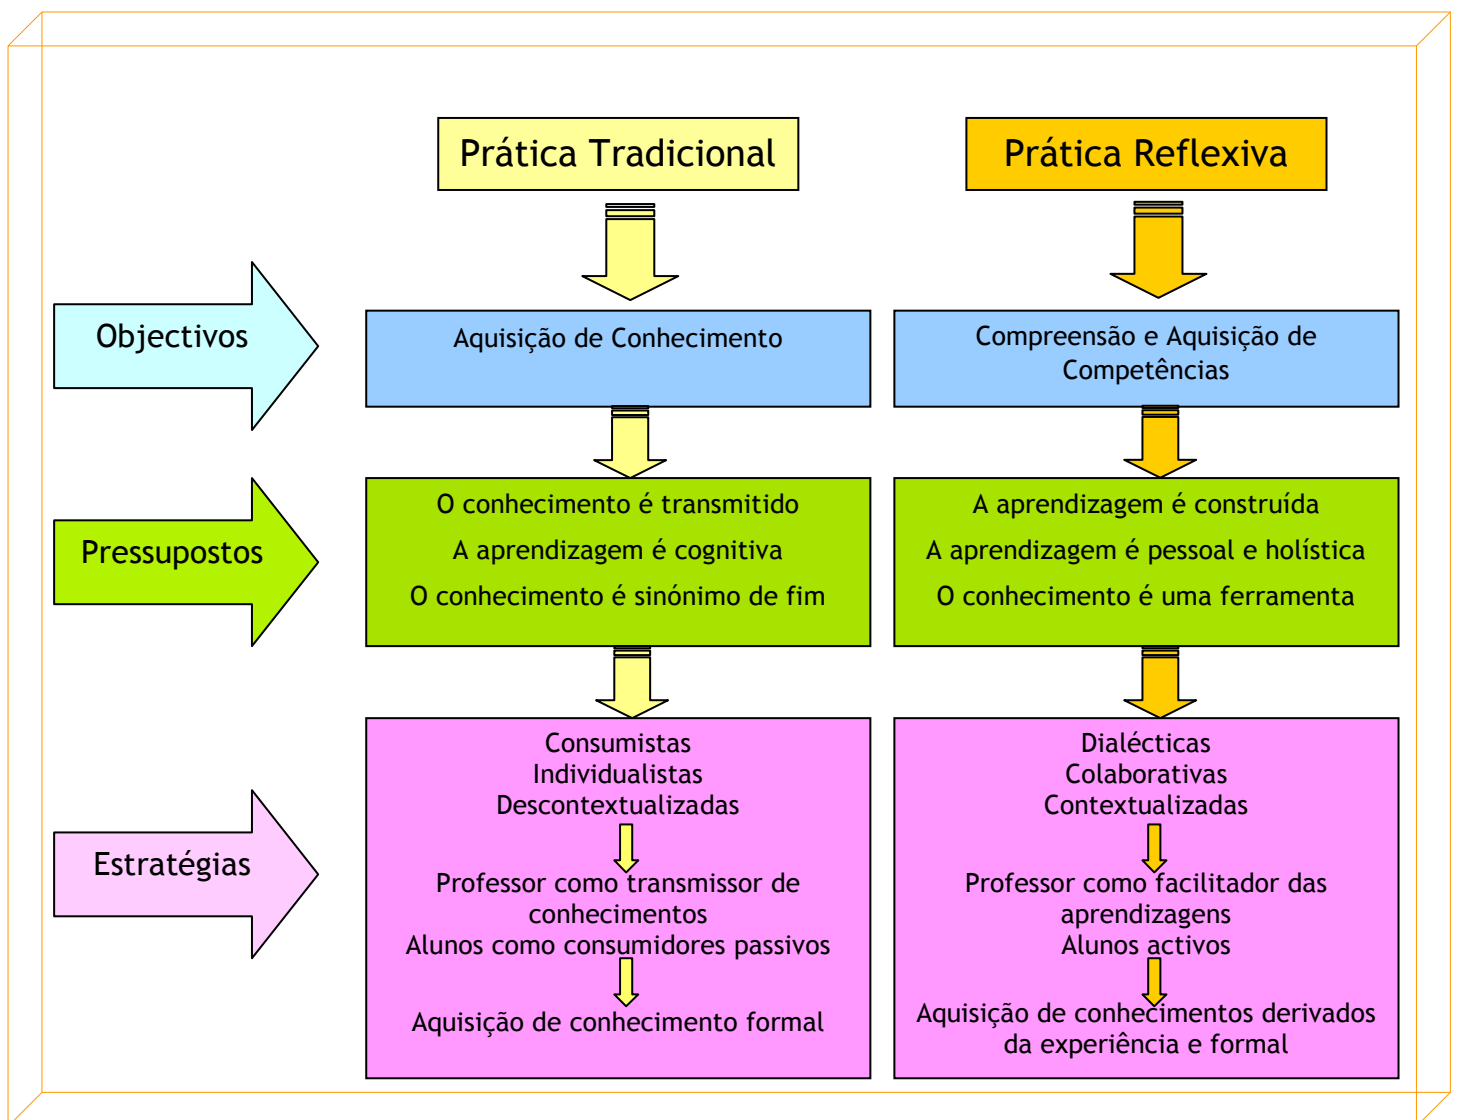 Prática Tradicional
Prática Reflexiva
Objectivos
Aquisição de Conhecimento
Compreensão e Aquisição de
Competências
Pressupostos
O conhecimento é transmitido
A aprendizagem é cognitiva
O conhecimento é sinónimo de fim
A aprendizagem é construída
A aprendizagem é pessoal e holística
O conhecimento é uma ferramenta
Estratégias
Consumistas
Individualistas
Descontextualizadas
Professor como transmissor de
conhecimentos
Alunos como consumidores passivos
Aquisição de conhecimento formal
Dialécticas
Colaborativas
Contextualizadas
Professor como facilitador das
aprendizagens
Alunos activos
Aquisição de conhecimentos derivados
da experiência e formal